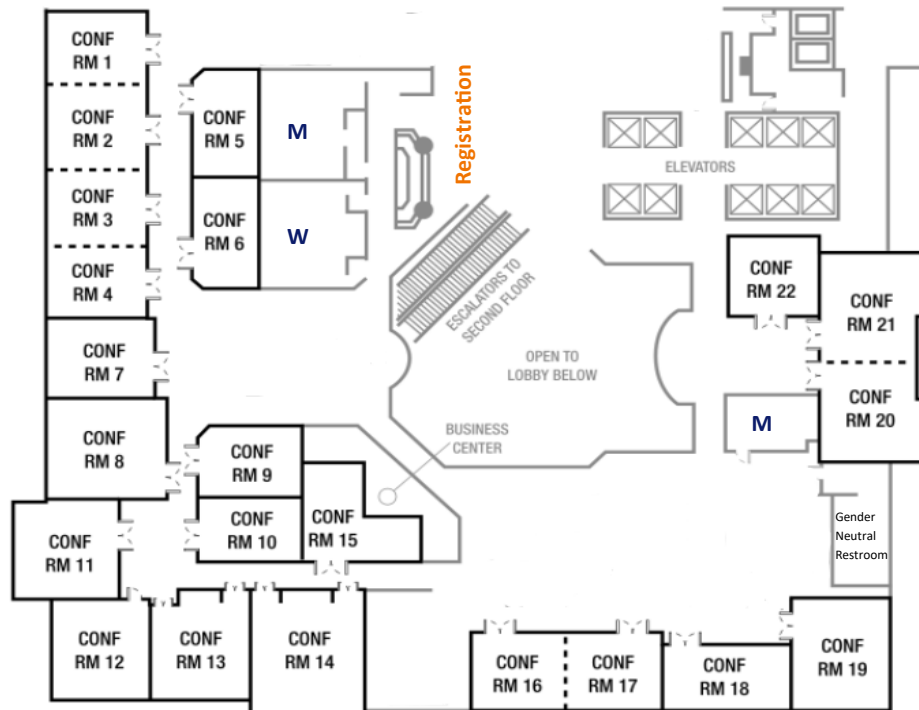 CONF
RM 1
CONF
RM 2
CONF
RM 3
CONF
RM 4
CONF
RM 5
CONF
RM 6
M
W
Registration
ELEVATORS
ESCALATORS TO
SECOND FLOOR
OPEN TO
LOBBY BELOW
CONF
RM 22
CONF
RM 21
CONF
RM 20
M
CONF
RM 7
CONF
RM 8
BUSINESS
CENTER
CONF
RM 9
CONF
RM 10
CONF
RM 15
CONF
RM 11
Gender
Neutral
Restroom
CONF
RM 12
CONF
RM 13
CONF
RM 14
CONF
RM 16
CONF
RM 17
CONF
RM 18
CONF
RM 19